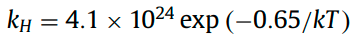 k_H = 4.1 × 10^24 exp (−0.65/kT)